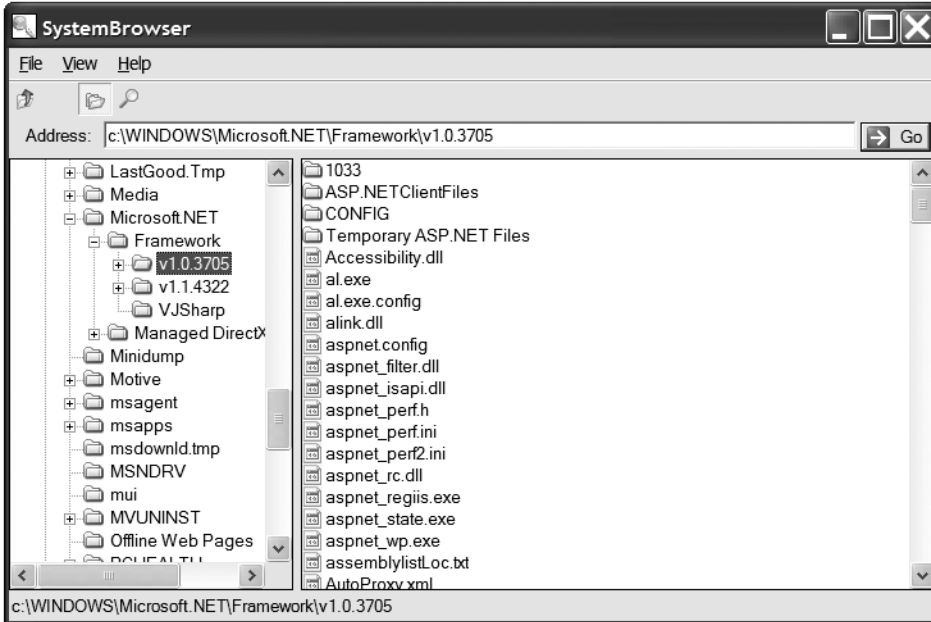 SystemBrowser
File View Help
Address: c:\WINDOWS\Microsoft.NET\Framework\v1.0.3705 Go
LastGood.Tmp
Media
Microsoft.NET
Framework
v1.0.3705
v1.1.4322
VJSharp
Managed DirectX
Minidump
Motive
msagent
msapps
msdownld.tmp
MSNDRV
mui
MVUNINST
Offline Web Pages
PCHEALTH
1033
ASP.NETClientFiles
CONFIG
Temporary ASP.NET Files
Accessibility.dll
al.exe
al.exe.config
alink.dll
aspnet.config
aspnet_filter.dll
aspnet_isapi.dll
aspnet_perf.h
aspnet_perf.ini
aspnet_perf2.ini
aspnet_rc.dll
aspnet_regiis.exe
aspnet_state.exe
aspnet_wp.exe
assemblylistLoc.txt
AutoProxy.xml
c:\WINDOWS\Microsoft.NET\Framework\v1.0.3705